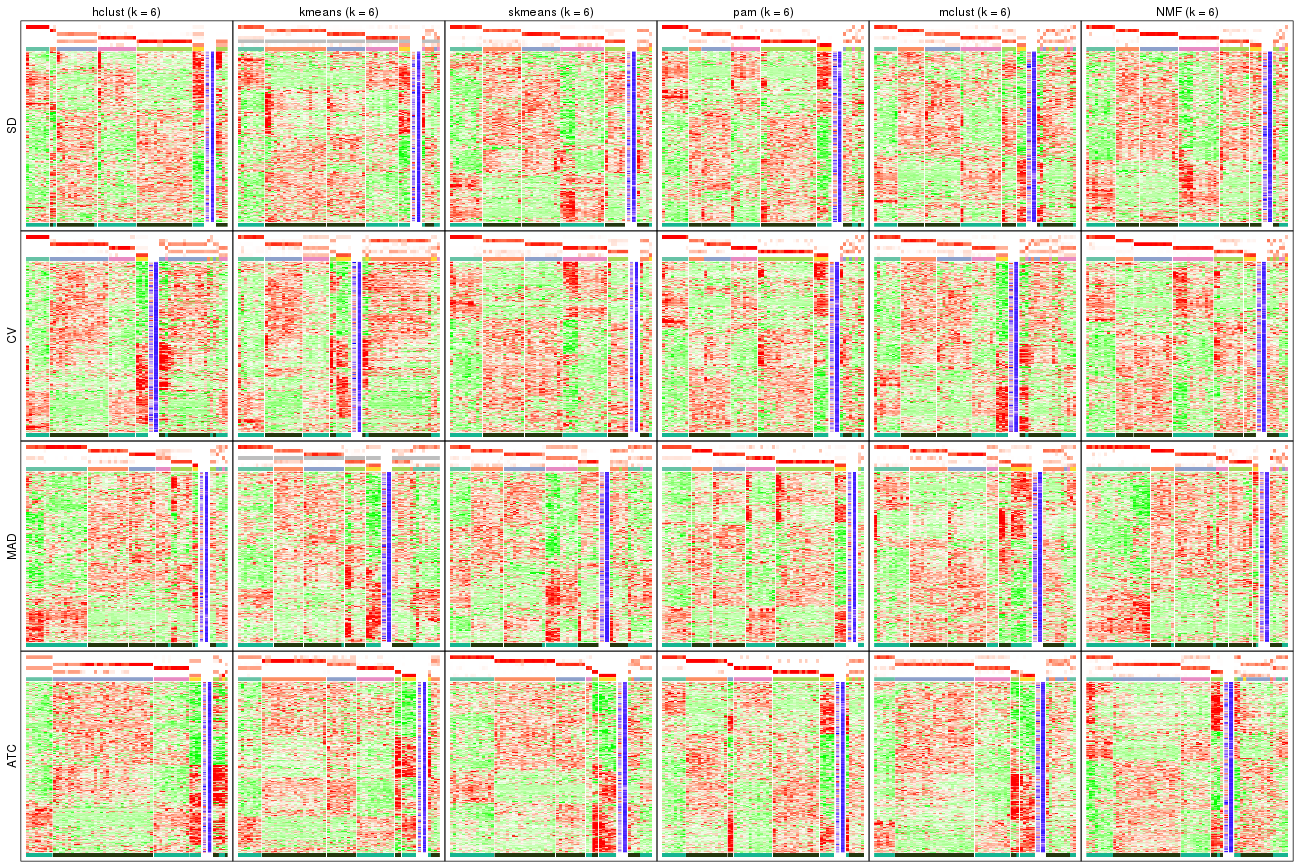 hclust (k = 6) kmeans (k = 6) skmeans (k = 6) pam (k = 6) mclust (k = 6) NMF (k = 6)
SD
CV
MAD
ATC